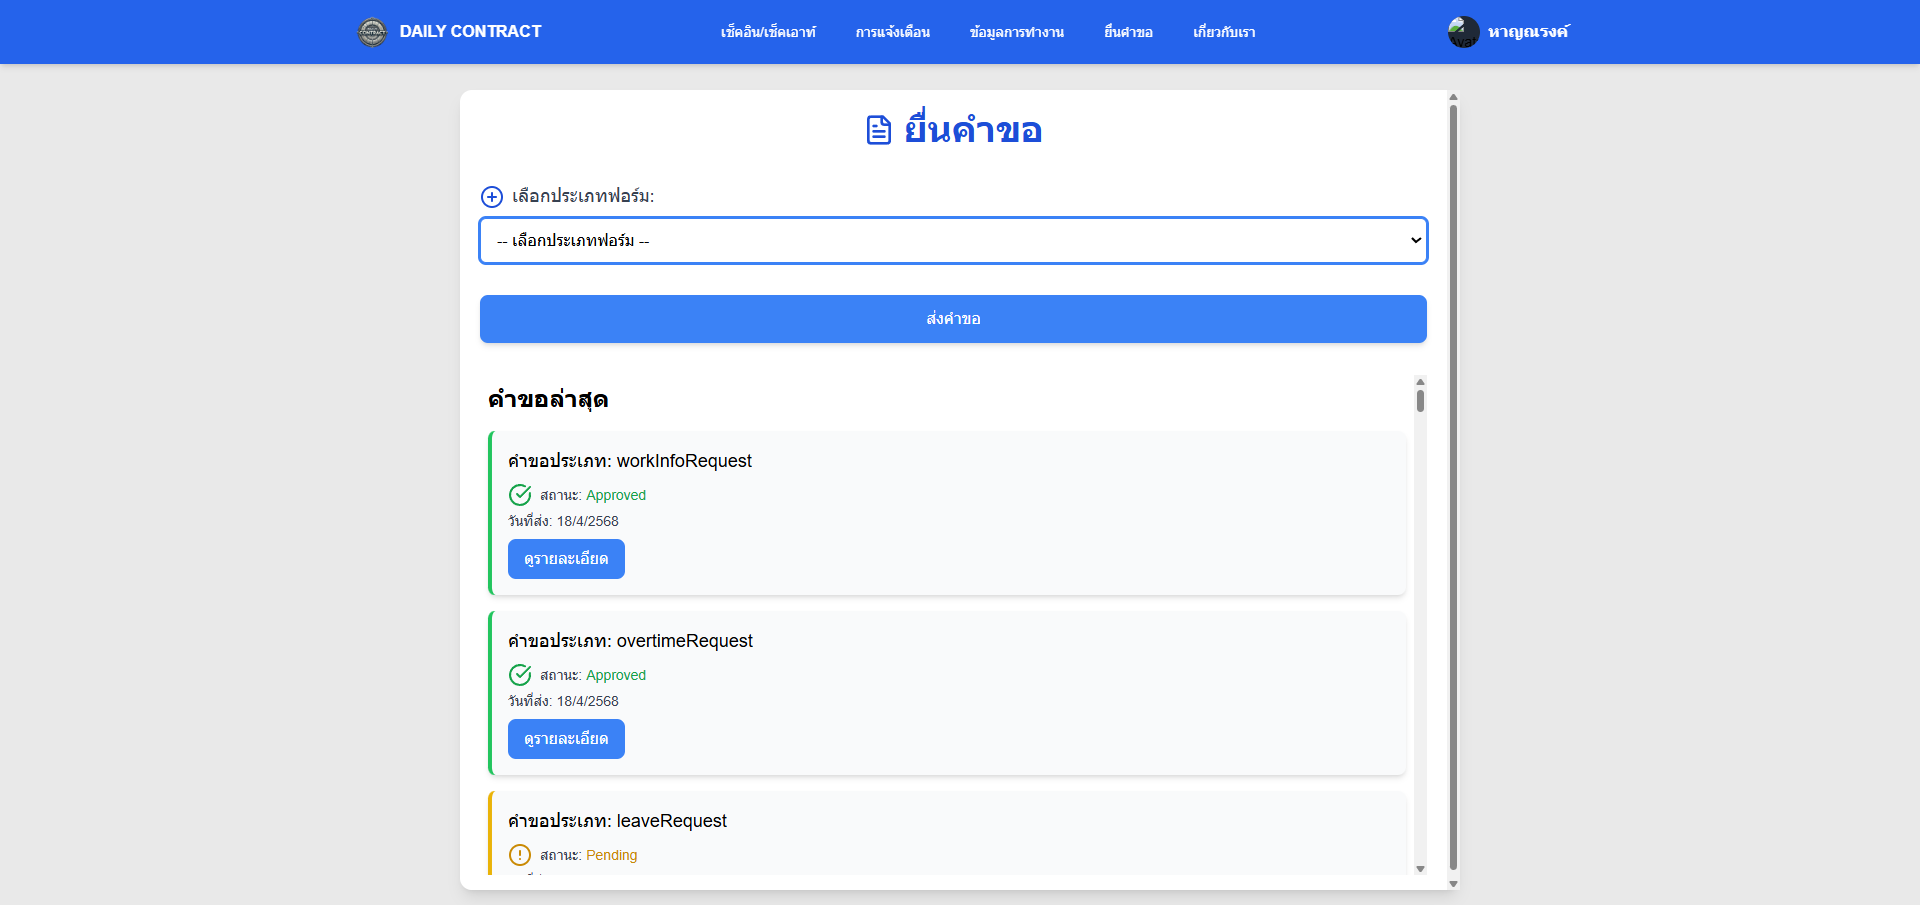 DAILY CONTRACT
เช็คอิน/เช็คเอาท์
การแจ้งเตือน
ข้อมูลการทำงาน
ยื่นคำขอ
เกี่ยวกับเรา
หาญณรงค์
ยื่นคำขอ
เลือกประเภทฟอร์ม:
-- เลือกประเภทฟอร์ม --
ส่งคำขอ
คำขอล่าสุด
คำขอประเภท: workInfoRequest
สถานะ: Approved
วันที่ส่ง: 18/4/2568
ดูรายละเอียด
คำขอประเภท: overtimeRequest
สถานะ: Approved
วันที่ส่ง: 18/4/2568
ดูรายละเอียด
คำขอประเภท: leaveRequest
สถานะ: Pending